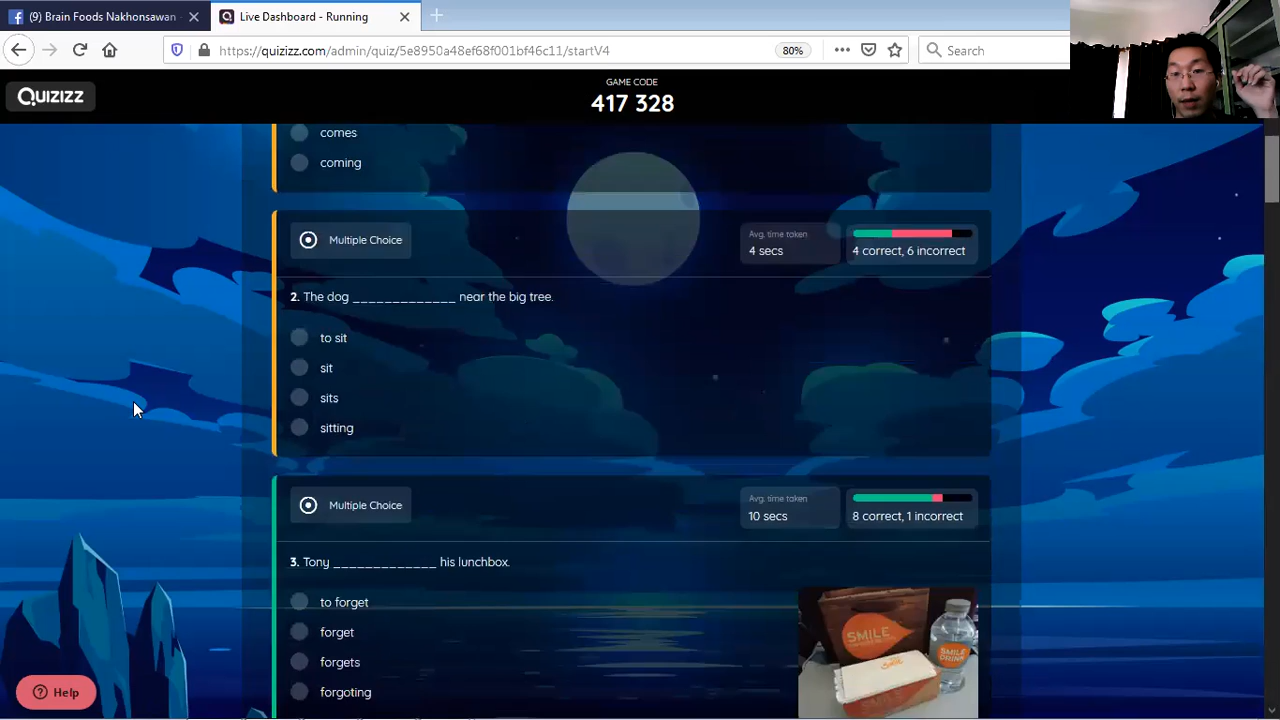 (9) Brain Foods Nakhonsawan
Live Dashboard - Running
https://quizizz.com/admin/quiz/5e8950a48ef68f001bf46c11/startV4
80%
Search
QUIZIZZ
GAME CODE
417 328
comes
coming
Multiple Choice
Avg. time taken
4 secs
4 correct, 6 incorrect
2. The dog _____________ near the big tree.
to sit
sit
sits
sitting
Multiple Choice
Avg. time taken
10 secs
8 correct, 1 incorrect
3. Tony _____________ his lunchbox.
to forget
forget
forgets
forgoting
SMILE
SMILE
DRINK
Help